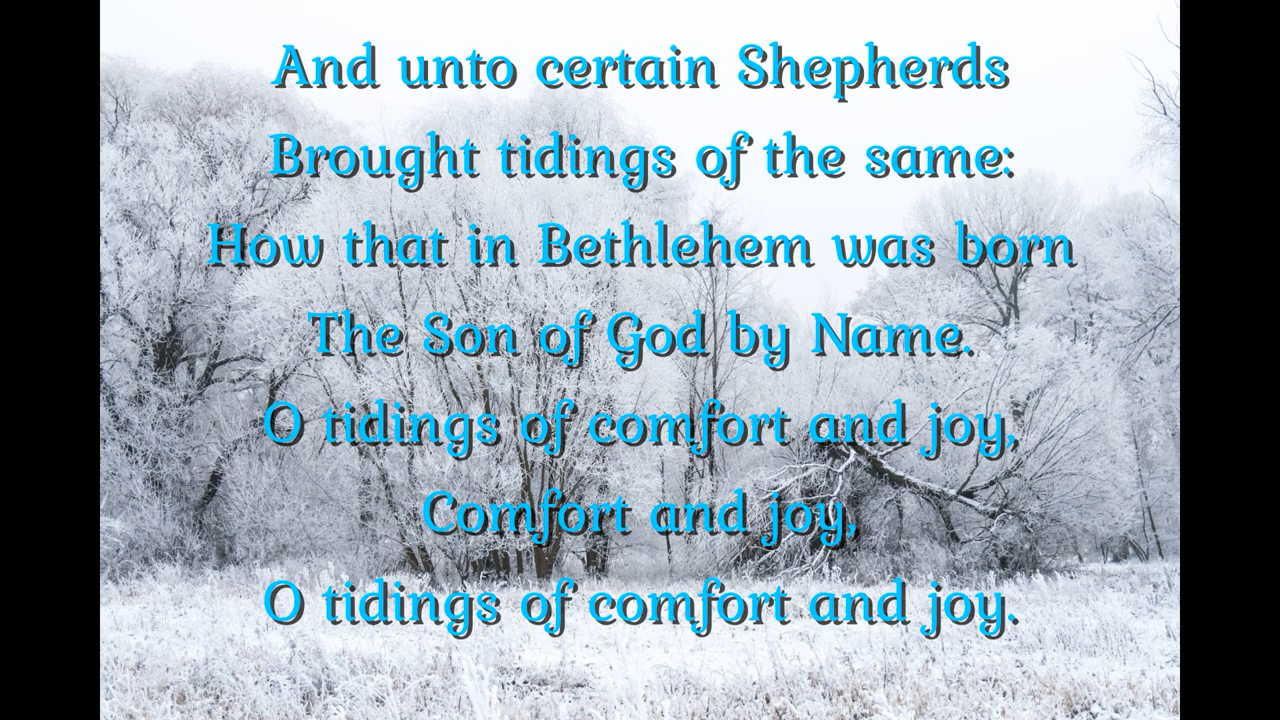 And unto certain Shepherds
Brought tidings of the same:
How that in Bethlehem was born
The Son of God by Name.
O tidings of comfort and joy,
Comfort and joy,
O tidings of comfort and joy.